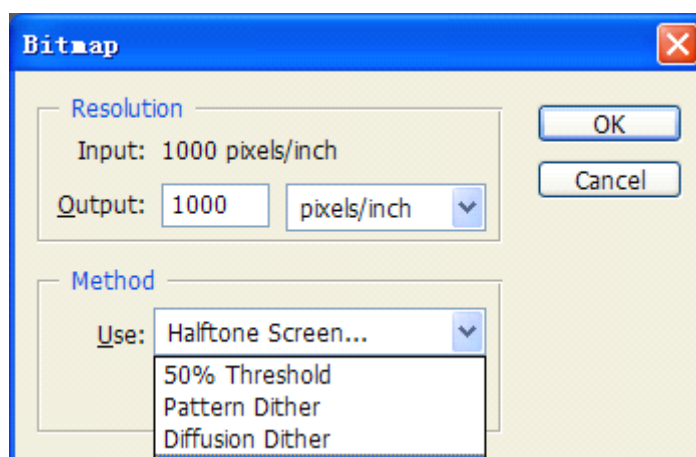 Bitmap
Resolution
Input: 1000 pixels/inch
Output: 1000 pixels/inch
OK
Cancel
Method
Use: Halftone Screen...
50% Threshold
Pattern Dither
Diffusion Dither